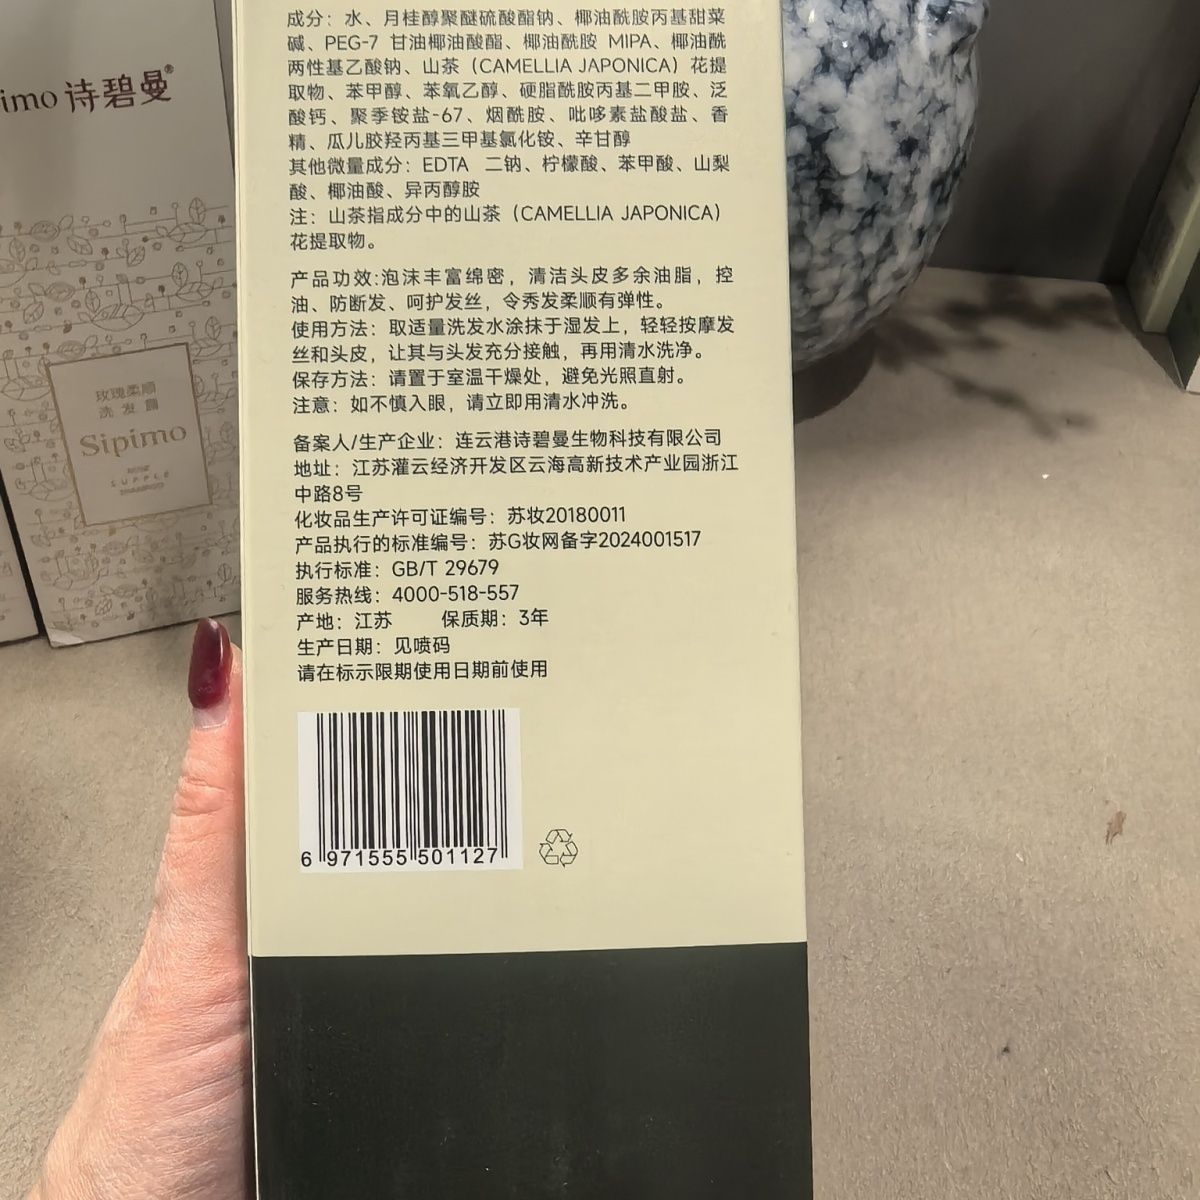 成分：水、月桂醇聚醚硫酸酯钠、椰油酰胺丙基甜菜
碱、PEG-7 甘油椰油酸酯、椰油酰胺 MIPA、椰油酰
两性基乙酸钠、山茶（CAMELLIA JAPONICA）花提
取物、苯甲醇、苯氧乙醇、硬脂酰胺丙基二甲胺、泛
酸钙、聚季铵盐-67、烟酰胺、吡哆素盐酸盐、香
精、瓜儿胶羟丙基三甲基氯化铵、辛甘醇
其他微量成分：EDTA 二钠、柠檬酸、苯甲酸、山梨
酸、椰油酸、异丙醇胺
注：山茶指成分中的山茶（CAMELLIA JAPONICA）
花提取物。
产品功效:泡沫丰富绵密，清洁头皮多余油脂，控
油、防断发、呵护发丝，令秀发柔顺有弹性。
使用方法：取适量洗发水涂抹于湿发上，轻轻按摩发
丝和头皮，让其与头发充分接触，再用清水洗净。
保存方法：请置于室温干燥处，避免光照直射。
注意：如不慎入眼，请立即用清水冲洗。
备案人/生产企业：连云港诗碧曼生物科技有限公司
地址：江苏灌云经济开发区云海高新技术产业园浙江
中路8号
化妆品生产许可证编号：苏妆20180011
产品执行的标准编号：苏G妆网备字2024001517
执行标准：GB/T 29679
服务热线：4000-518-557
产地：江苏 保质期：3年
生产日期：见喷码
请在标示限期使用日期前使用
6 971555 501127
imo 诗碧曼®
玫瑰柔顺
洗发露
Sipimo
SUPPLE
SHAMPOO